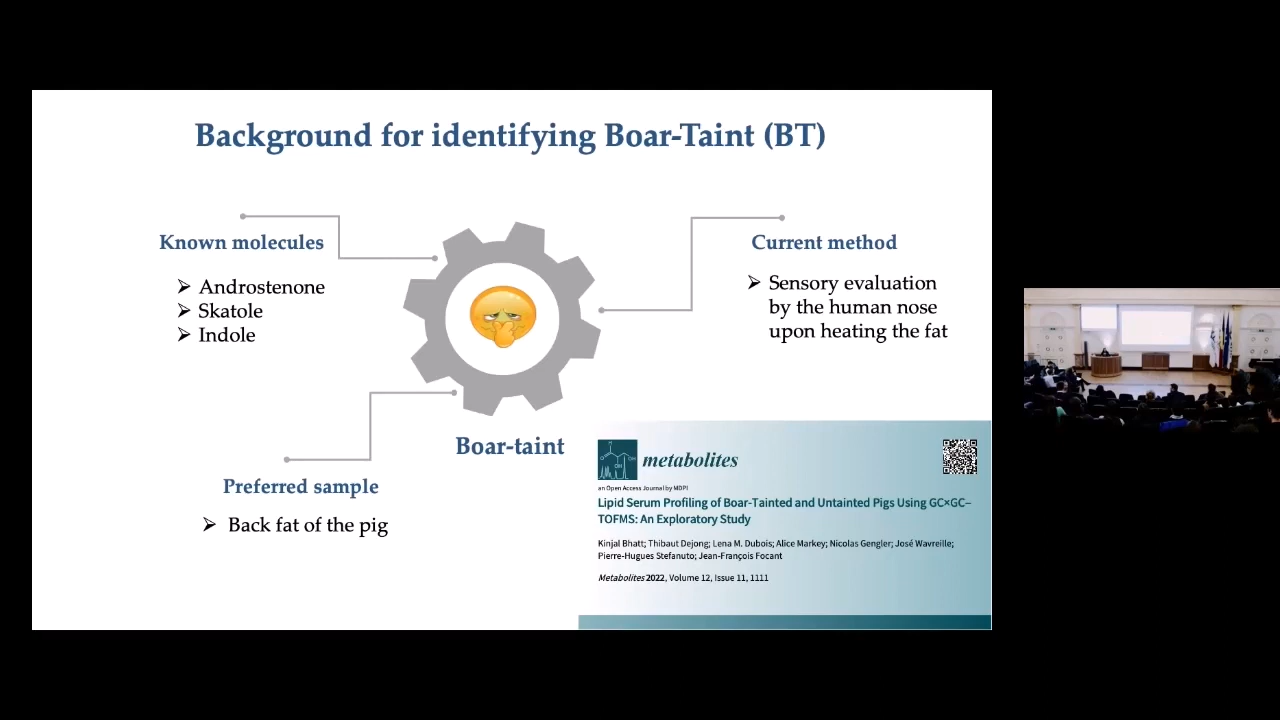 Background for identifying Boar-Taint (BT)
Known molecules
➢ Androstenone
➢ Skatole
➢ Indole
Current method
➢ Sensory evaluation
by the human nose
upon heating the fat
Boar-taint
Preferred sample
➢ Back fat of the pig
metabolites
an Open Access Journal by MDPI
Lipid Serum Profiling of Boar-Tainted and Untainted Pigs Using GC×GC–
TOFMS: An Exploratory Study
Kinjal Bhatt; Thibaut Dejong; Lena M. Dubois; Alice Markey; Nicolas Gengler; José Wavreille;
Pierre-Hugues Stefanuto; Jean-François Focant
Metabolites 2022, Volume 12, Issue 11, 1111